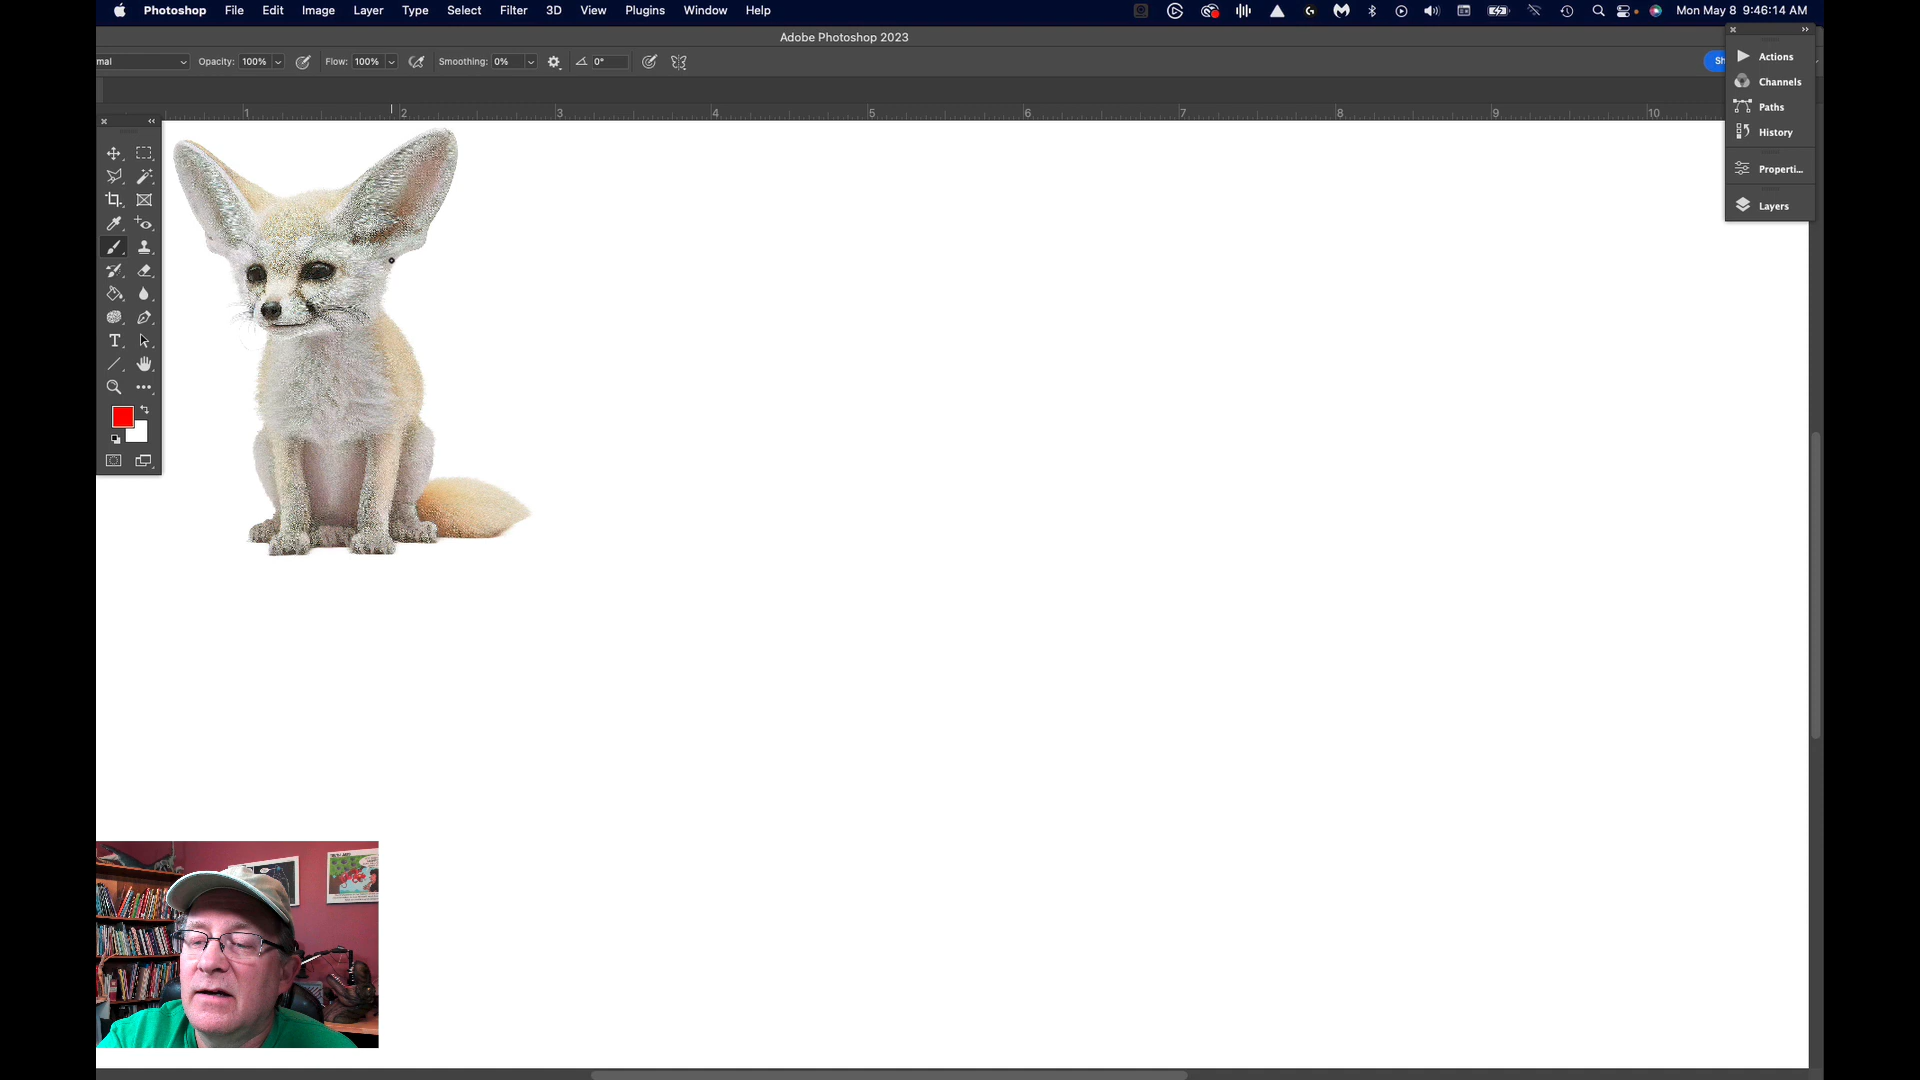 Photoshop File Edit Image Layer Type Select Filter 3D View Plugins Window Help Mon May 8 9:46:14 AM
Adobe Photoshop 2023
mal Opacity: 100% Flow: 100% Smoothing: 0% 0° Sh
1 2 3 4 5 6 7 8 9 10
Actions
Channels
Paths
History
Properti...
Layers